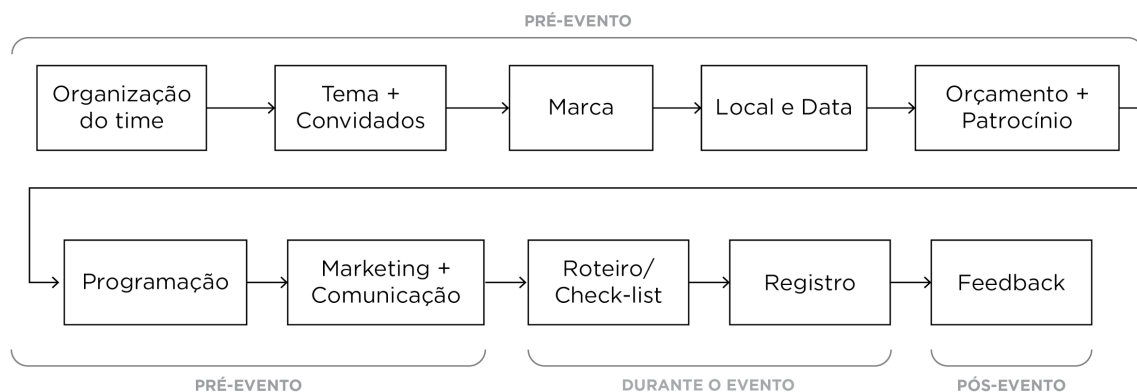 PRÉ-EVENTO
Organização
do time
Tema +
Convidados
Marca
Local e Data
Orçamento +
Patrocínio
Programação
Marketing +
Comunicação
Roteiro/
Check-list
Registro
Feedback
PRÉ-EVENTO
DURANTE O EVENTO
PÓS-EVENTO